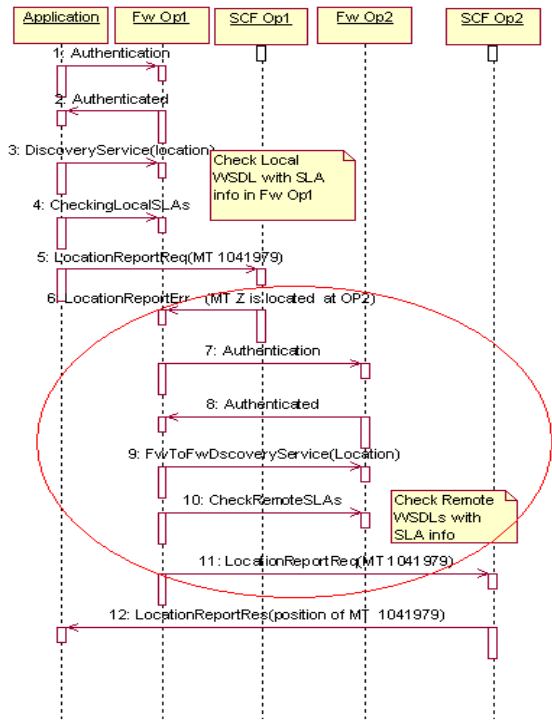 Application
Fw Op1
SCF Op1
Fw Op2
SCF Op2
1: Authentication
2: Authenticated
3: DiscoveryService(location)
Check Local
WSDL with SLA
info in Fw Op1
4: CheckingLocalSLAs
5: LocationReportReq(MT 1041979)
6: LocationReportErr (MT Z is located at OP2)
7: Authentication
8: Authenticated
9: FwToFwDscoveryService(Location)
10: CheckRemoteSLAs
Check Remote
WSDLs with
SLA info
11: LocationReportReq(MT 1041979)
12: LocationReportRes(position of MT 1041979)